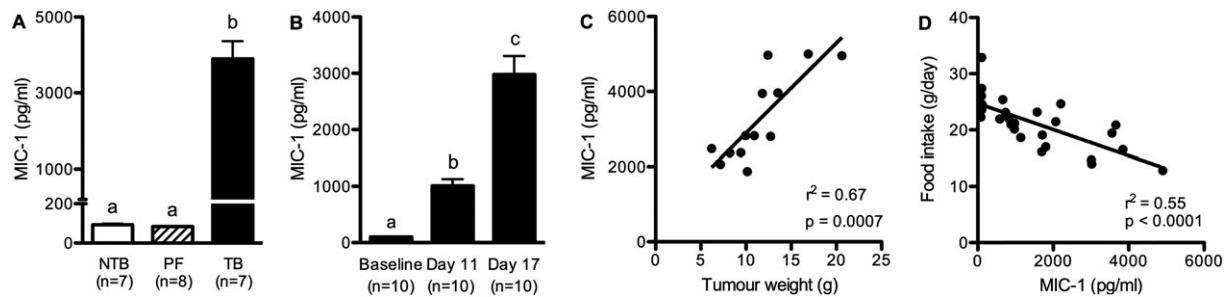 A
MIC-1 (pg/ml)
5000
3000
1000
200
0
a
a
b
NTB
(n=7)
PF
(n=8)
TB
(n=7)
B
MIC-1 (pg/ml)
4000
3000
2000
1000
0
a
b
c
Baseline
(n=10)
Day 11
(n=10)
Day 17
(n=10)
C
MIC-1 (pg/ml)
6000
4000
2000
0
r² = 0.67
p = 0.0007
0 5 10 15 20 25
Tumour weight (g)
D
Food intake (g/day)
40
30
20
10
0
r² = 0.55
p < 0.0001
0 2000 4000 6000
MIC-1 (pg/ml)